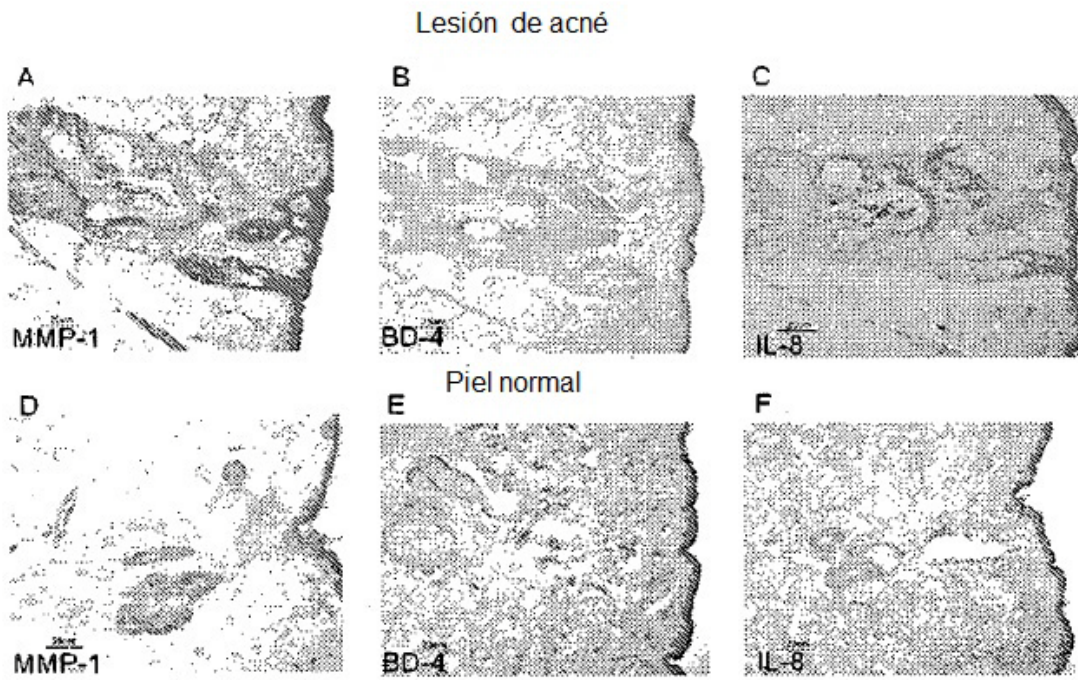 Lesión de acné
A B C
MMP-1 BD-4 IL-8
Piel normal
D E F
MMP-1 BD-4 IL-8